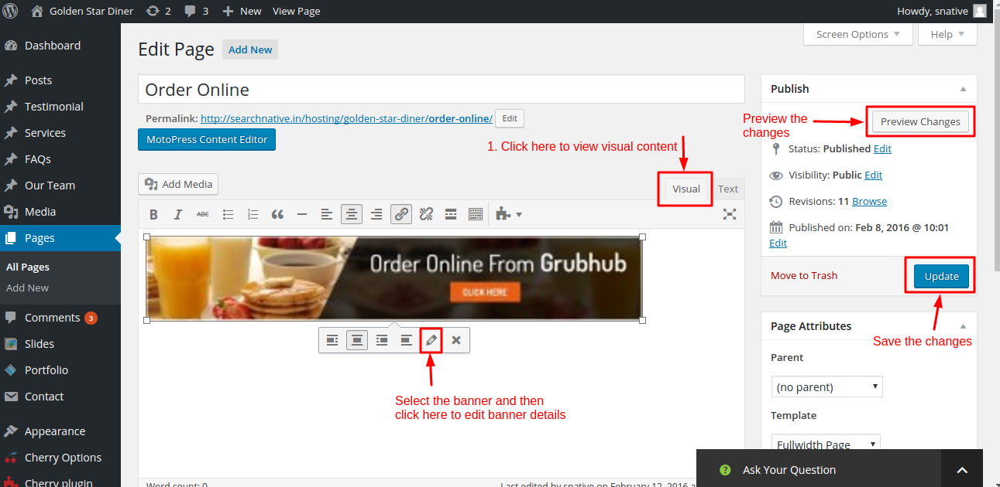 Golden Star Diner 2 3 New View Page Howdy, snative
Screen Options Help
Dashboard
Posts
Testimonial
Services
FAQs
Our Team
Media
Pages
All Pages
Add New
Comments 3
Slides
Portfolio
Contact
Appearance
Cherry Options
Cherry plugin
Edit Page Add New
Order Online
Permalink: http://searchnative.in/hosting/golden-star-diner/order-online/ Edit
MotoPress Content Editor
1. Click here to view visual content
Add Media
Visual Text
B I ABC
Order Online From Grubhub
CLICK HERE
Select the banner and then
click here to edit banner details
Word count: 0
Last edited by snative on February 12, 2016 a
Publish
Preview the
changes
Preview Changes
Status: Published Edit
Visibility: Public Edit
Revisions: 11 Browse
Published on: Feb 8, 2016 @ 10:01
Edit
Move to Trash Update
Save the changes
Page Attributes
Parent
(no parent)
Template
Fullwidth Page
? Ask Your Question